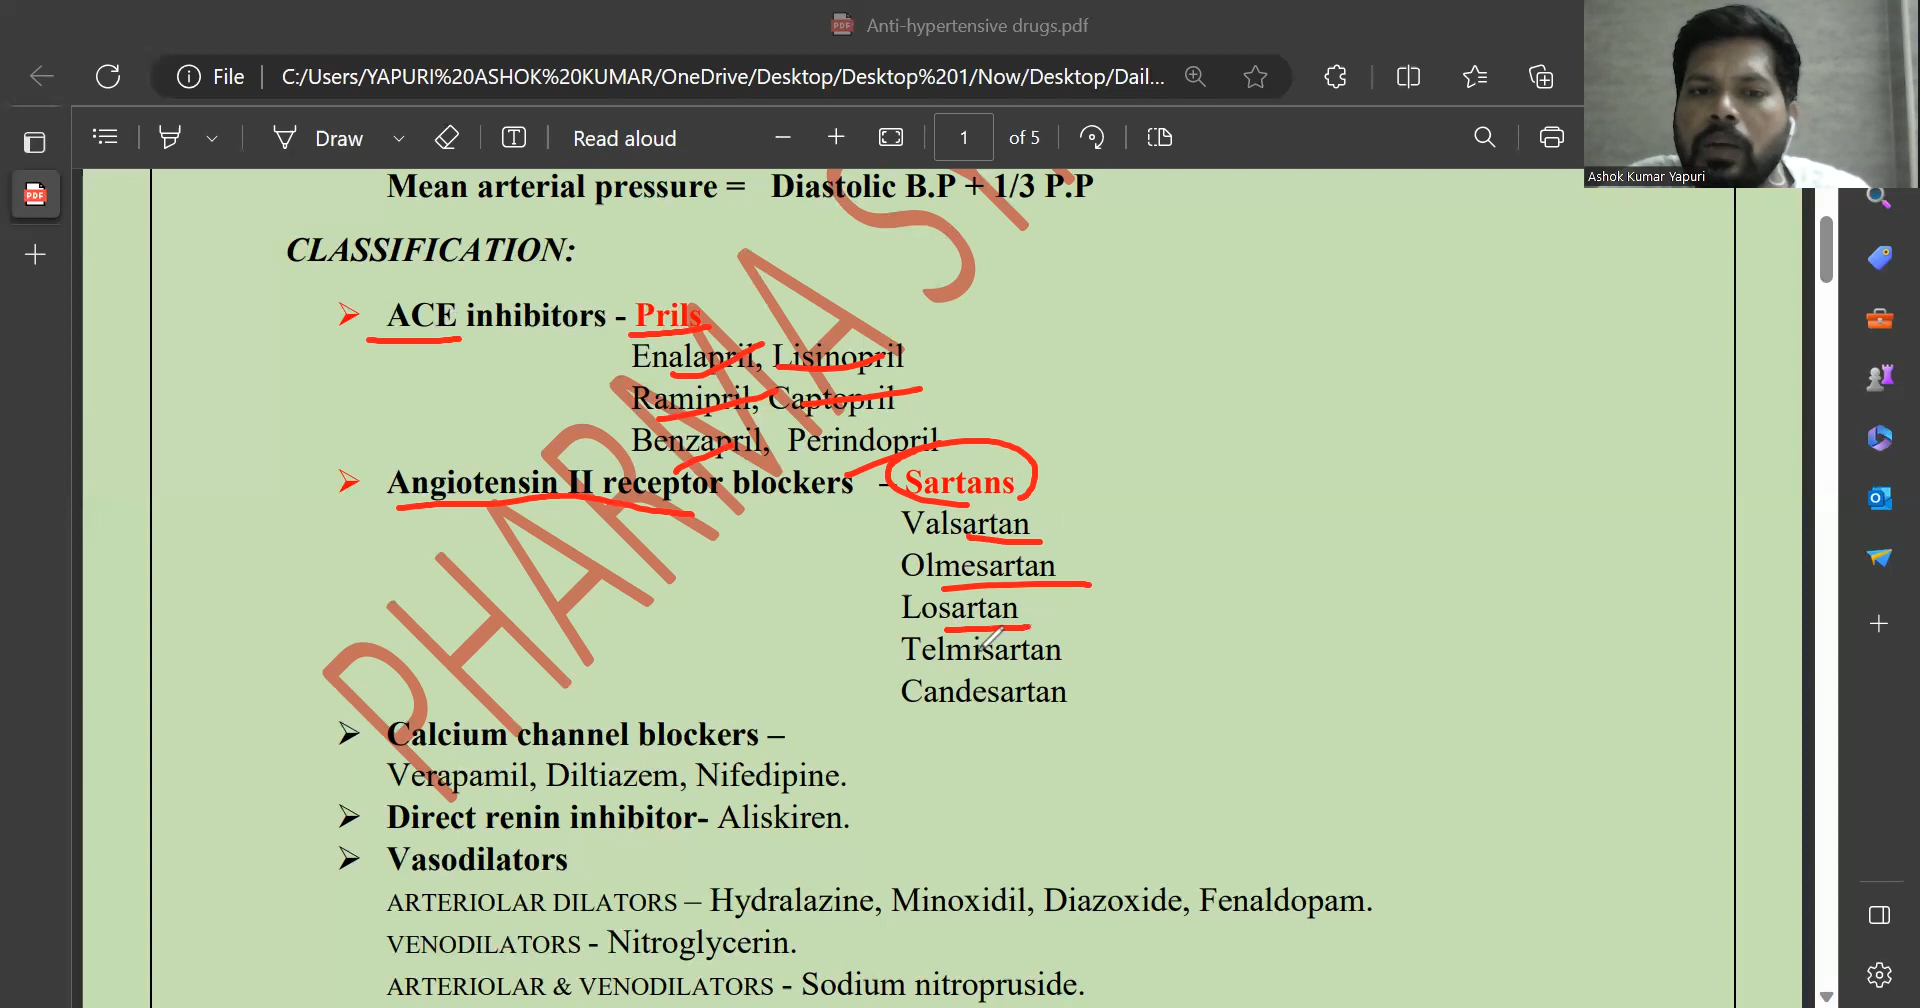 Anti-hypertensive drugs.pdf
File
C:/Users/YAPURI%20ASHOK%20KUMAR/OneDrive/Desktop/Desktop%201/Now/Desktop/Dail...
Draw
Read aloud
1
of 5
Ashok Kumar Yapuri
Mean arterial pressure = Diastolic B.P + 1/3 P.P
CLASSIFICATION:
ACE inhibitors - Prils
Enalapril, Lisinopril
Ramipril, Captopril
Benzapril, Perindopril
Angiotensin II receptor blockers - Sartans
Valsartan
Olmesartan
Losartan
Telmisartan
Candesartan
Calcium channel blockers –
Verapamil, Diltiazem, Nifedipine.
Direct renin inhibitor- Aliskiren.
Vasodilators
ARTERIOLAR DILATORS – Hydralazine, Minoxidil, Diazoxide, Fenaldopam.
VENODILATORS - Nitroglycerin.
ARTERIOLAR & VENODILATORS - Sodium nitropruside.
PHARMA